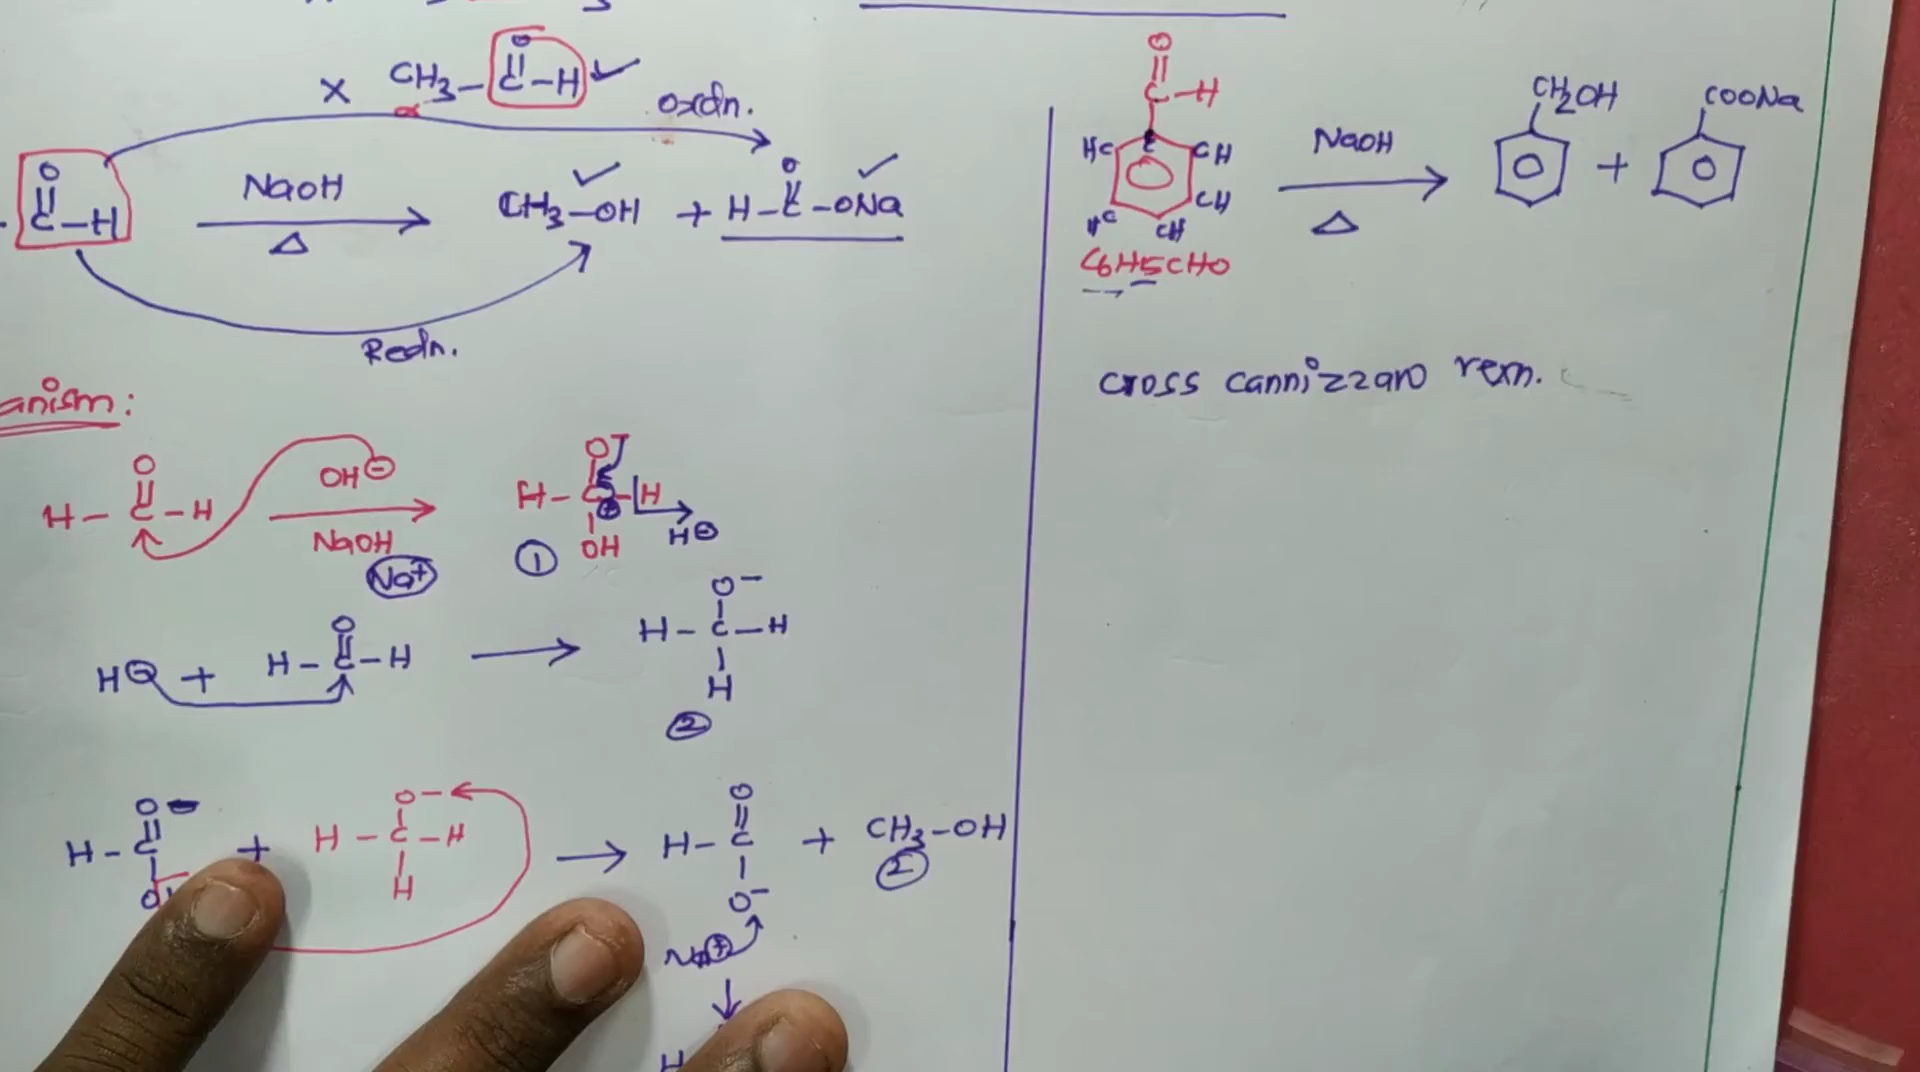 O
X CH3-C-H oxdn.
O
C-H NaOH CH3-OH + H-C-ONa
O
△
Redn.
anism:
O
H-C-H OH⊖ NaOH Na+
O
H-C-H H⊖
OH
①
H⊖ + H-C-H
O
O-
H-C-H
H
②
O-
H-C + H-C-H H-C + CH3-OH
O-
H
O
O-
②
Na⊕
H
O
C-H
HC C CH
CH
HC CH
C6H5CHO
NaOH
△
CH2OH + COONa
cross cannizzaro rexn.